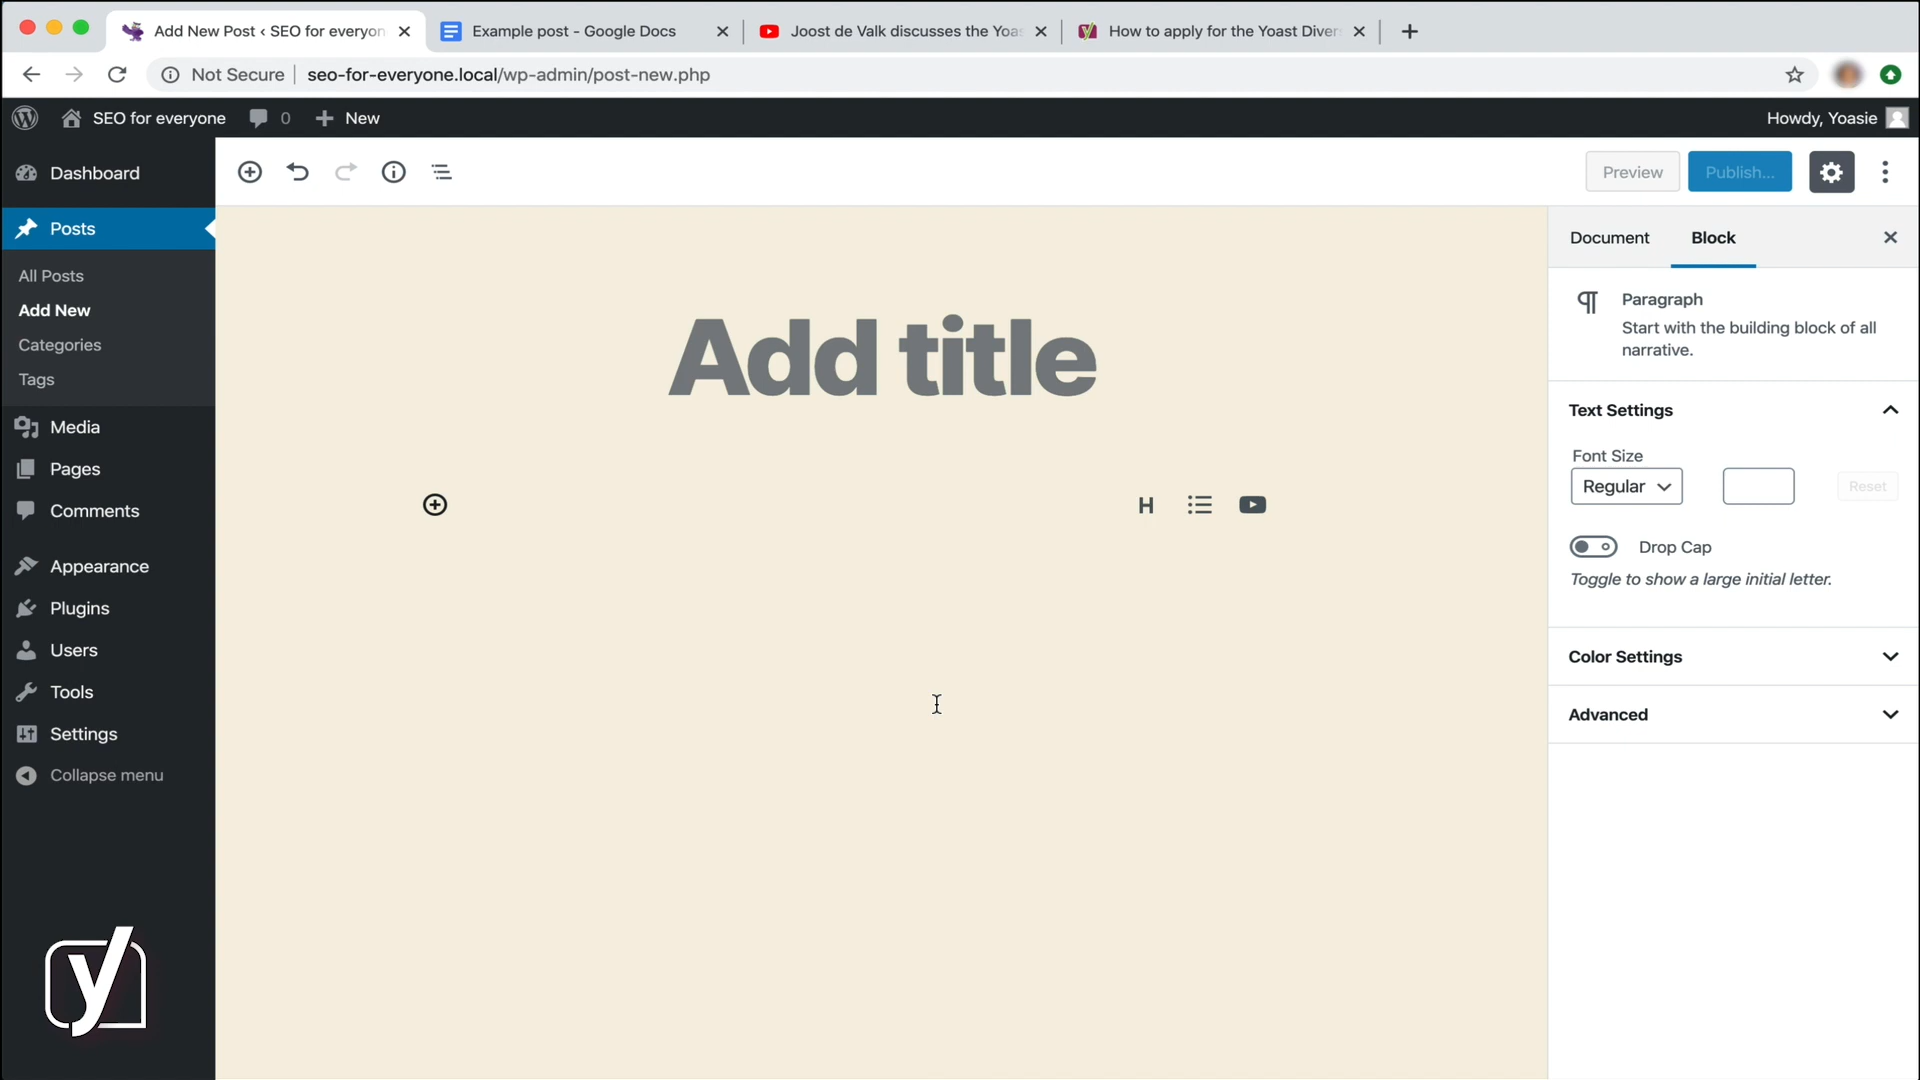 Add New Post ‹ SEO for everyon
Example post - Google Docs
Joost de Valk discusses the Yoas
How to apply for the Yoast Diver
Not Secure
seo-for-everyone.local/wp-admin/post-new.php
SEO for everyone
0
New
Howdy, Yoasie
Dashboard
Posts
All Posts
Add New
Categories
Tags
Media
Pages
Comments
Appearance
Plugins
Users
Tools
Settings
Collapse menu
Preview
Publish...
Add title
H
Document
Block
Paragraph
Start with the building block of all
narrative.
Text Settings
Font Size
Regular
Reset
Drop Cap
Toggle to show a large initial letter.
Color Settings
Advanced
y